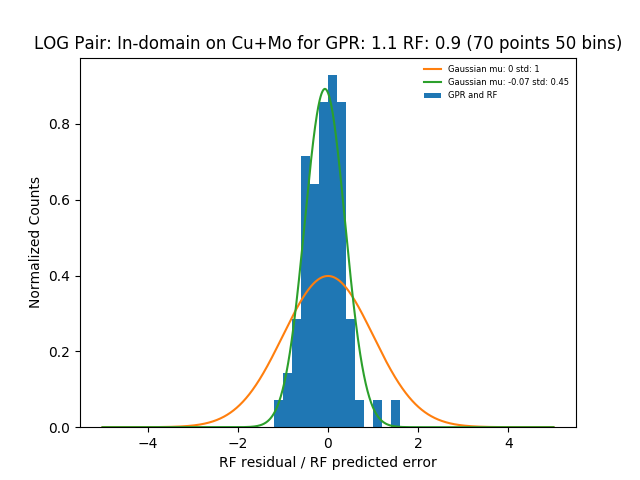 LOG Pair: In-domain on Cu+Mo for GPR: 1.1 RF: 0.9 (70 points 50 bins)
Gaussian mu: 0 std: 1
Gaussian mu: -0.07 std: 0.45
GPR and RF
Normalized Counts
0.8
0.6
0.4
0.2
0.0
−4 −2 0 2 4
RF residual / RF predicted error